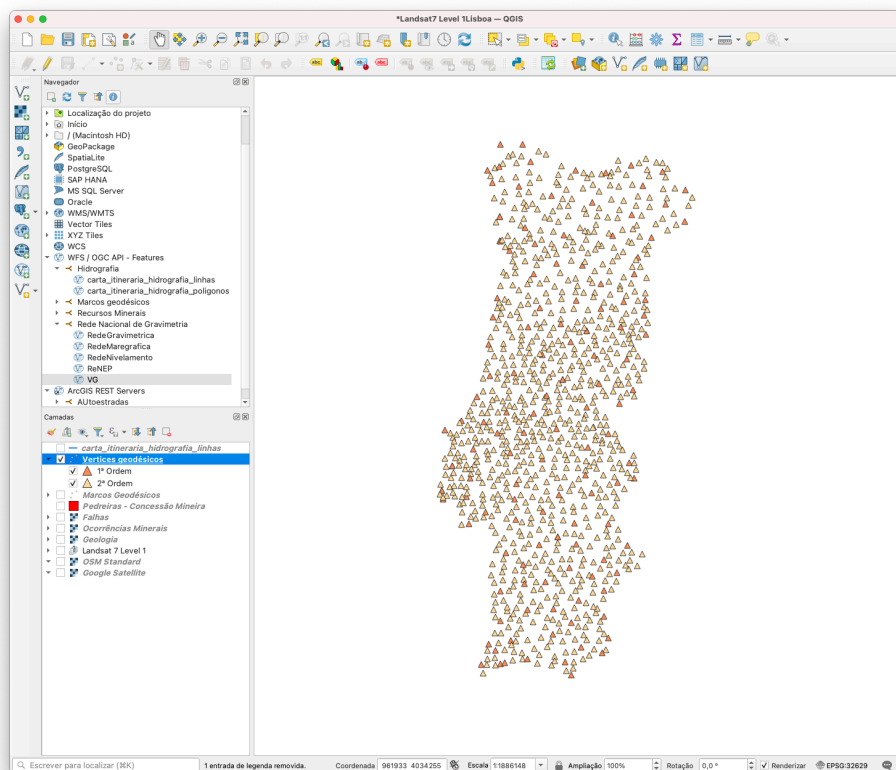 *Landsat7 Level 1Lisboa — QGIS
abc
abc
Navegador
Localização do projeto
Início
/ (Macintosh HD)
GeoPackage
SpatiaLite
PostgreSQL
SAP HANA
MS SQL Server
Oracle
WMS/WMTS
Vector Tiles
XYZ Tiles
WCS
WFS / OGC API - Features
Hidrografia
carta_itineraria_hidrografia_linhas
carta_itineraria_hidrografia_poligonos
Marcos geodésicos
Recursos Minerais
Rede Nacional de Gravimetria
RedeGravimetrica
RedeMaregrafica
RedeNivelamento
ReNEP
VG
ArcGIS REST Servers
AUtoestradas
Camadas
carta_itineraria_hidrografia_linhas
Vertices geodésicos
1ª Ordem
2ª Ordem
Marcos Geodésicos
Pedreiras - Concessão Mineira
Falhas
Ocorrências Minerais
Geologia
Landsat 7 Level 1
OSM Standard
Google Satellite
Escrever para localizar (⌘K) 1 entrada de legenda removida. Coordenada 961933 4034255 Escala 1:1886148 Ampliação 100% Rotação 0,0 ° Renderizar EPSG:32629